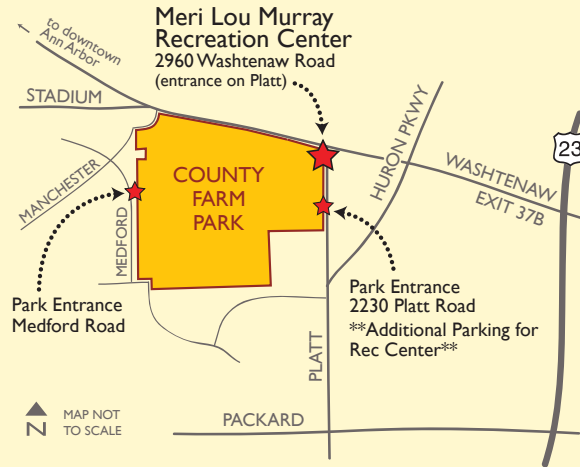 to downtown
Ann Arbor
Meri Lou Murray
Recreation Center
2960 Washtenaw Road
(entrance on Platt)
STADIUM
HURON PKWY
23
WASHTENAW
EXIT 37B
MANCHESTER
COUNTY
FARM
PARK
MEDFORD
Park Entrance
Medford Road
Park Entrance
2230 Platt Road
**Additional Parking for
Rec Center**
PLATT
N
MAP NOT
TO SCALE
PACKARD